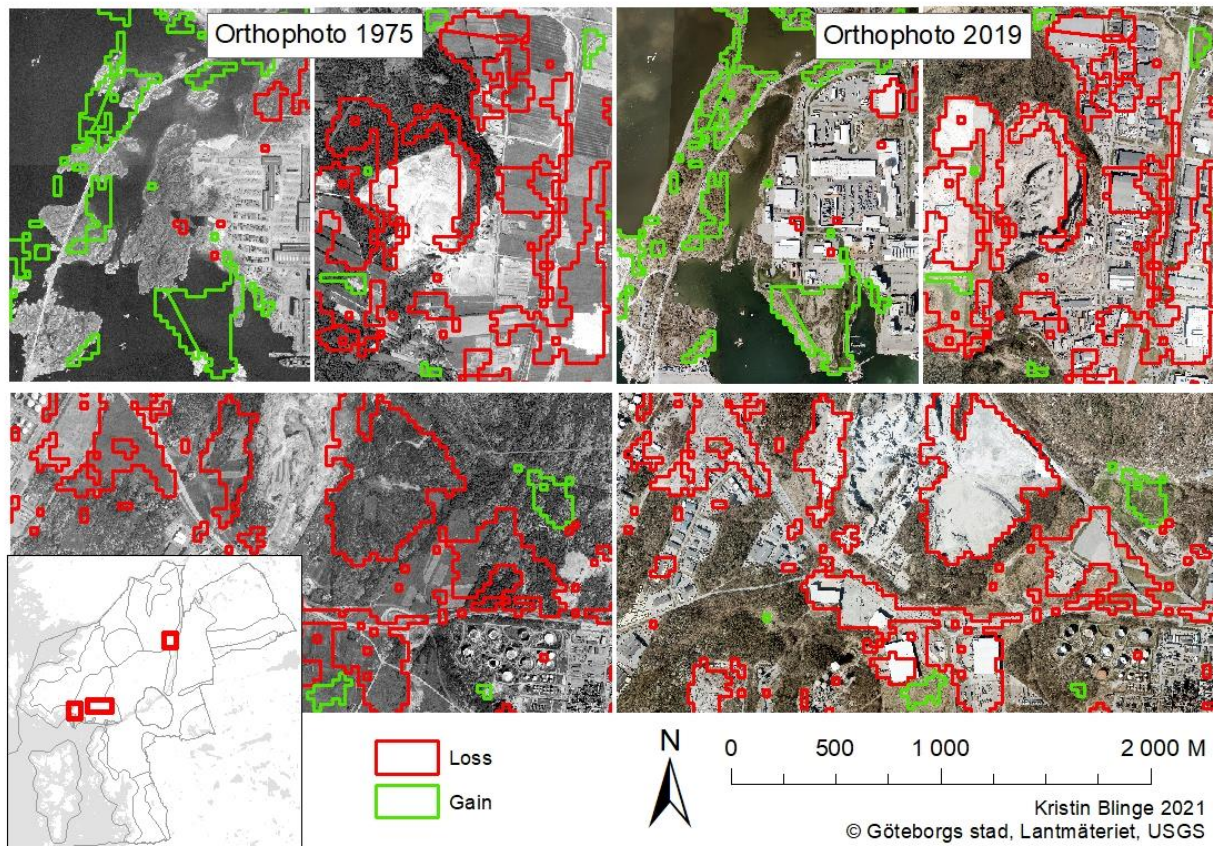 Orthophoto 1975
Orthophoto 2019
Loss
Gain
N
0 500 1 000 2 000 M
Kristin Blinge 2021
© Göteborgs stad, Lantmäteriet, USGS